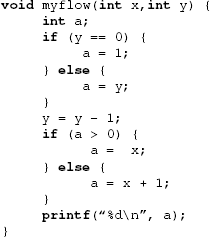 void myflow(int x,int y) {
int a;
if (y == 0) {
a = 1;
} else {
a = y;
}
y = y - 1;
if (a > 0) {
a = x;
} else {
a = x + 1;
}
printf(“%d\n”, a);
}